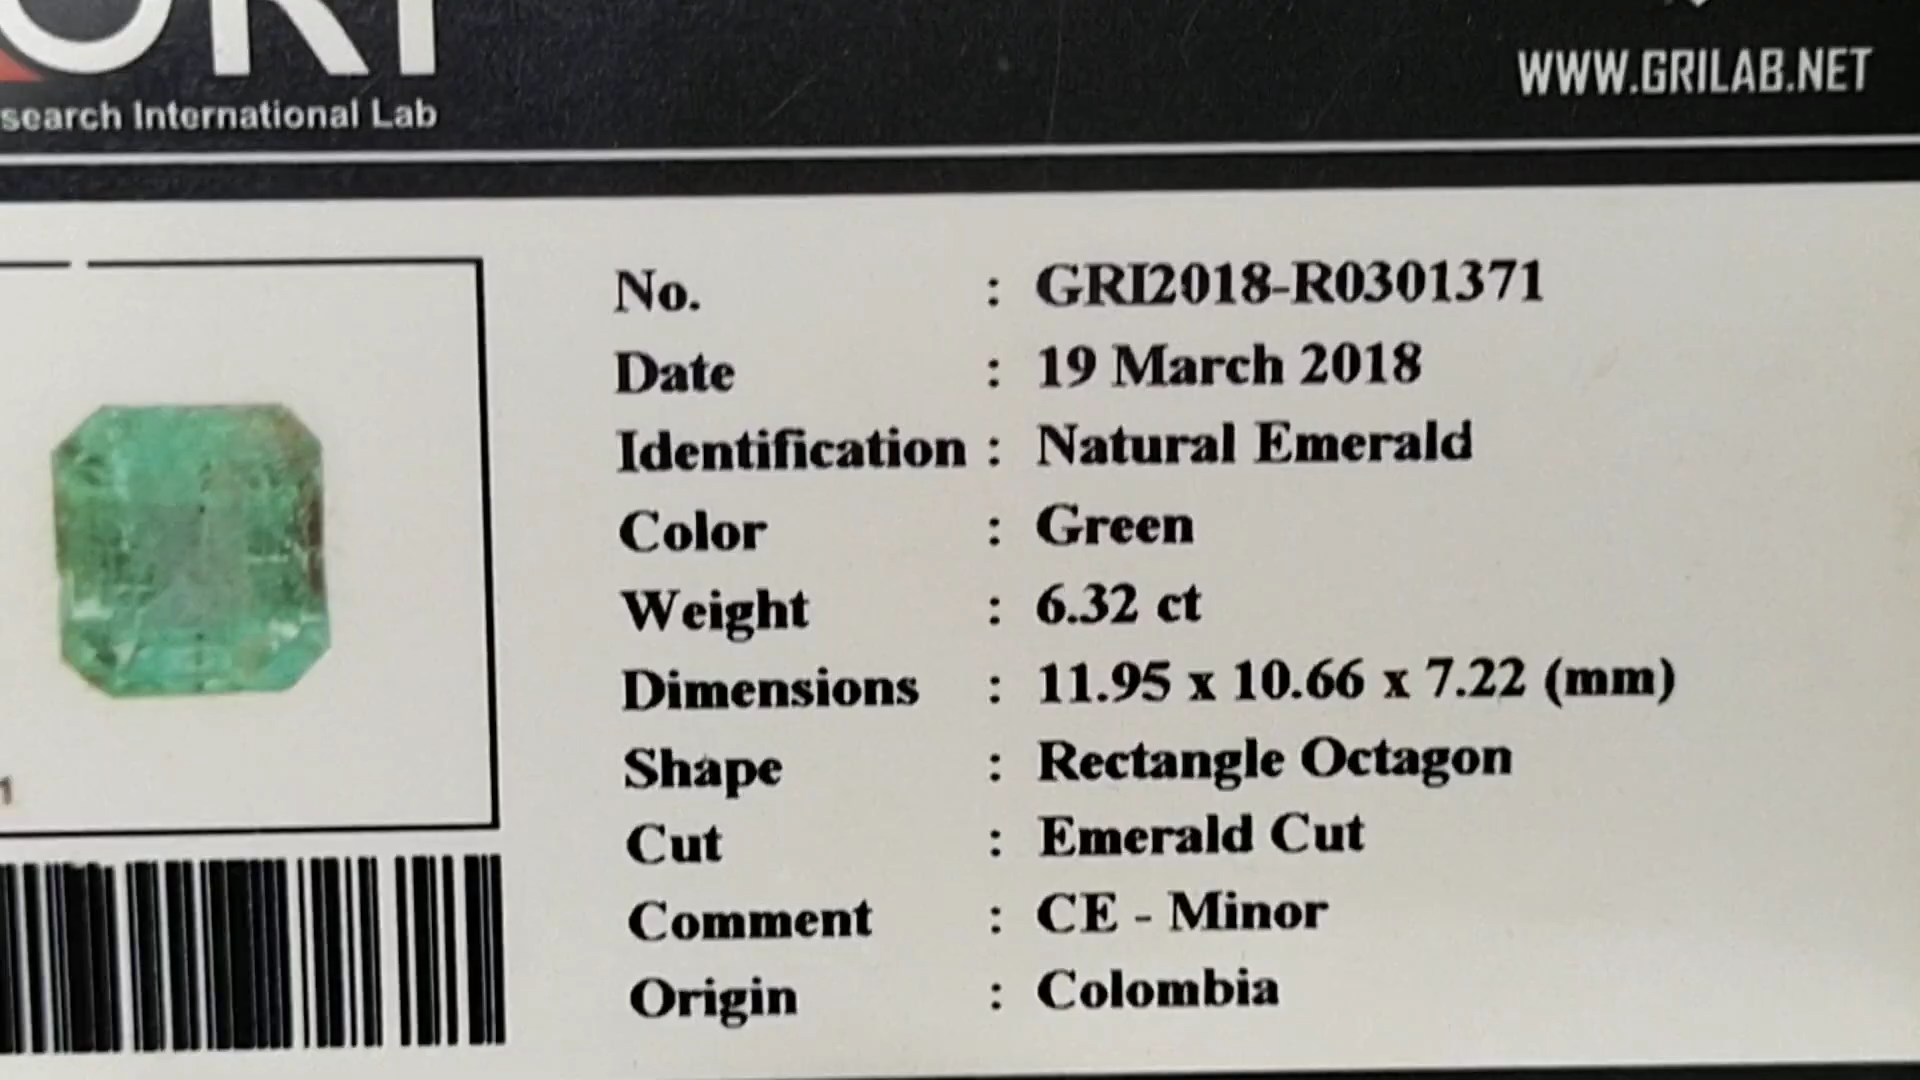 GRI
search International Lab
WWW.GRILAB.NET
No. : GRI2018-R0301371
Date : 19 March 2018
Identification : Natural Emerald
Color : Green
Weight : 6.32 ct
Dimensions : 11.95 x 10.66 x 7.22 (mm)
Shape : Rectangle Octagon
Cut : Emerald Cut
Comment : CE - Minor
Origin : Colombia
1